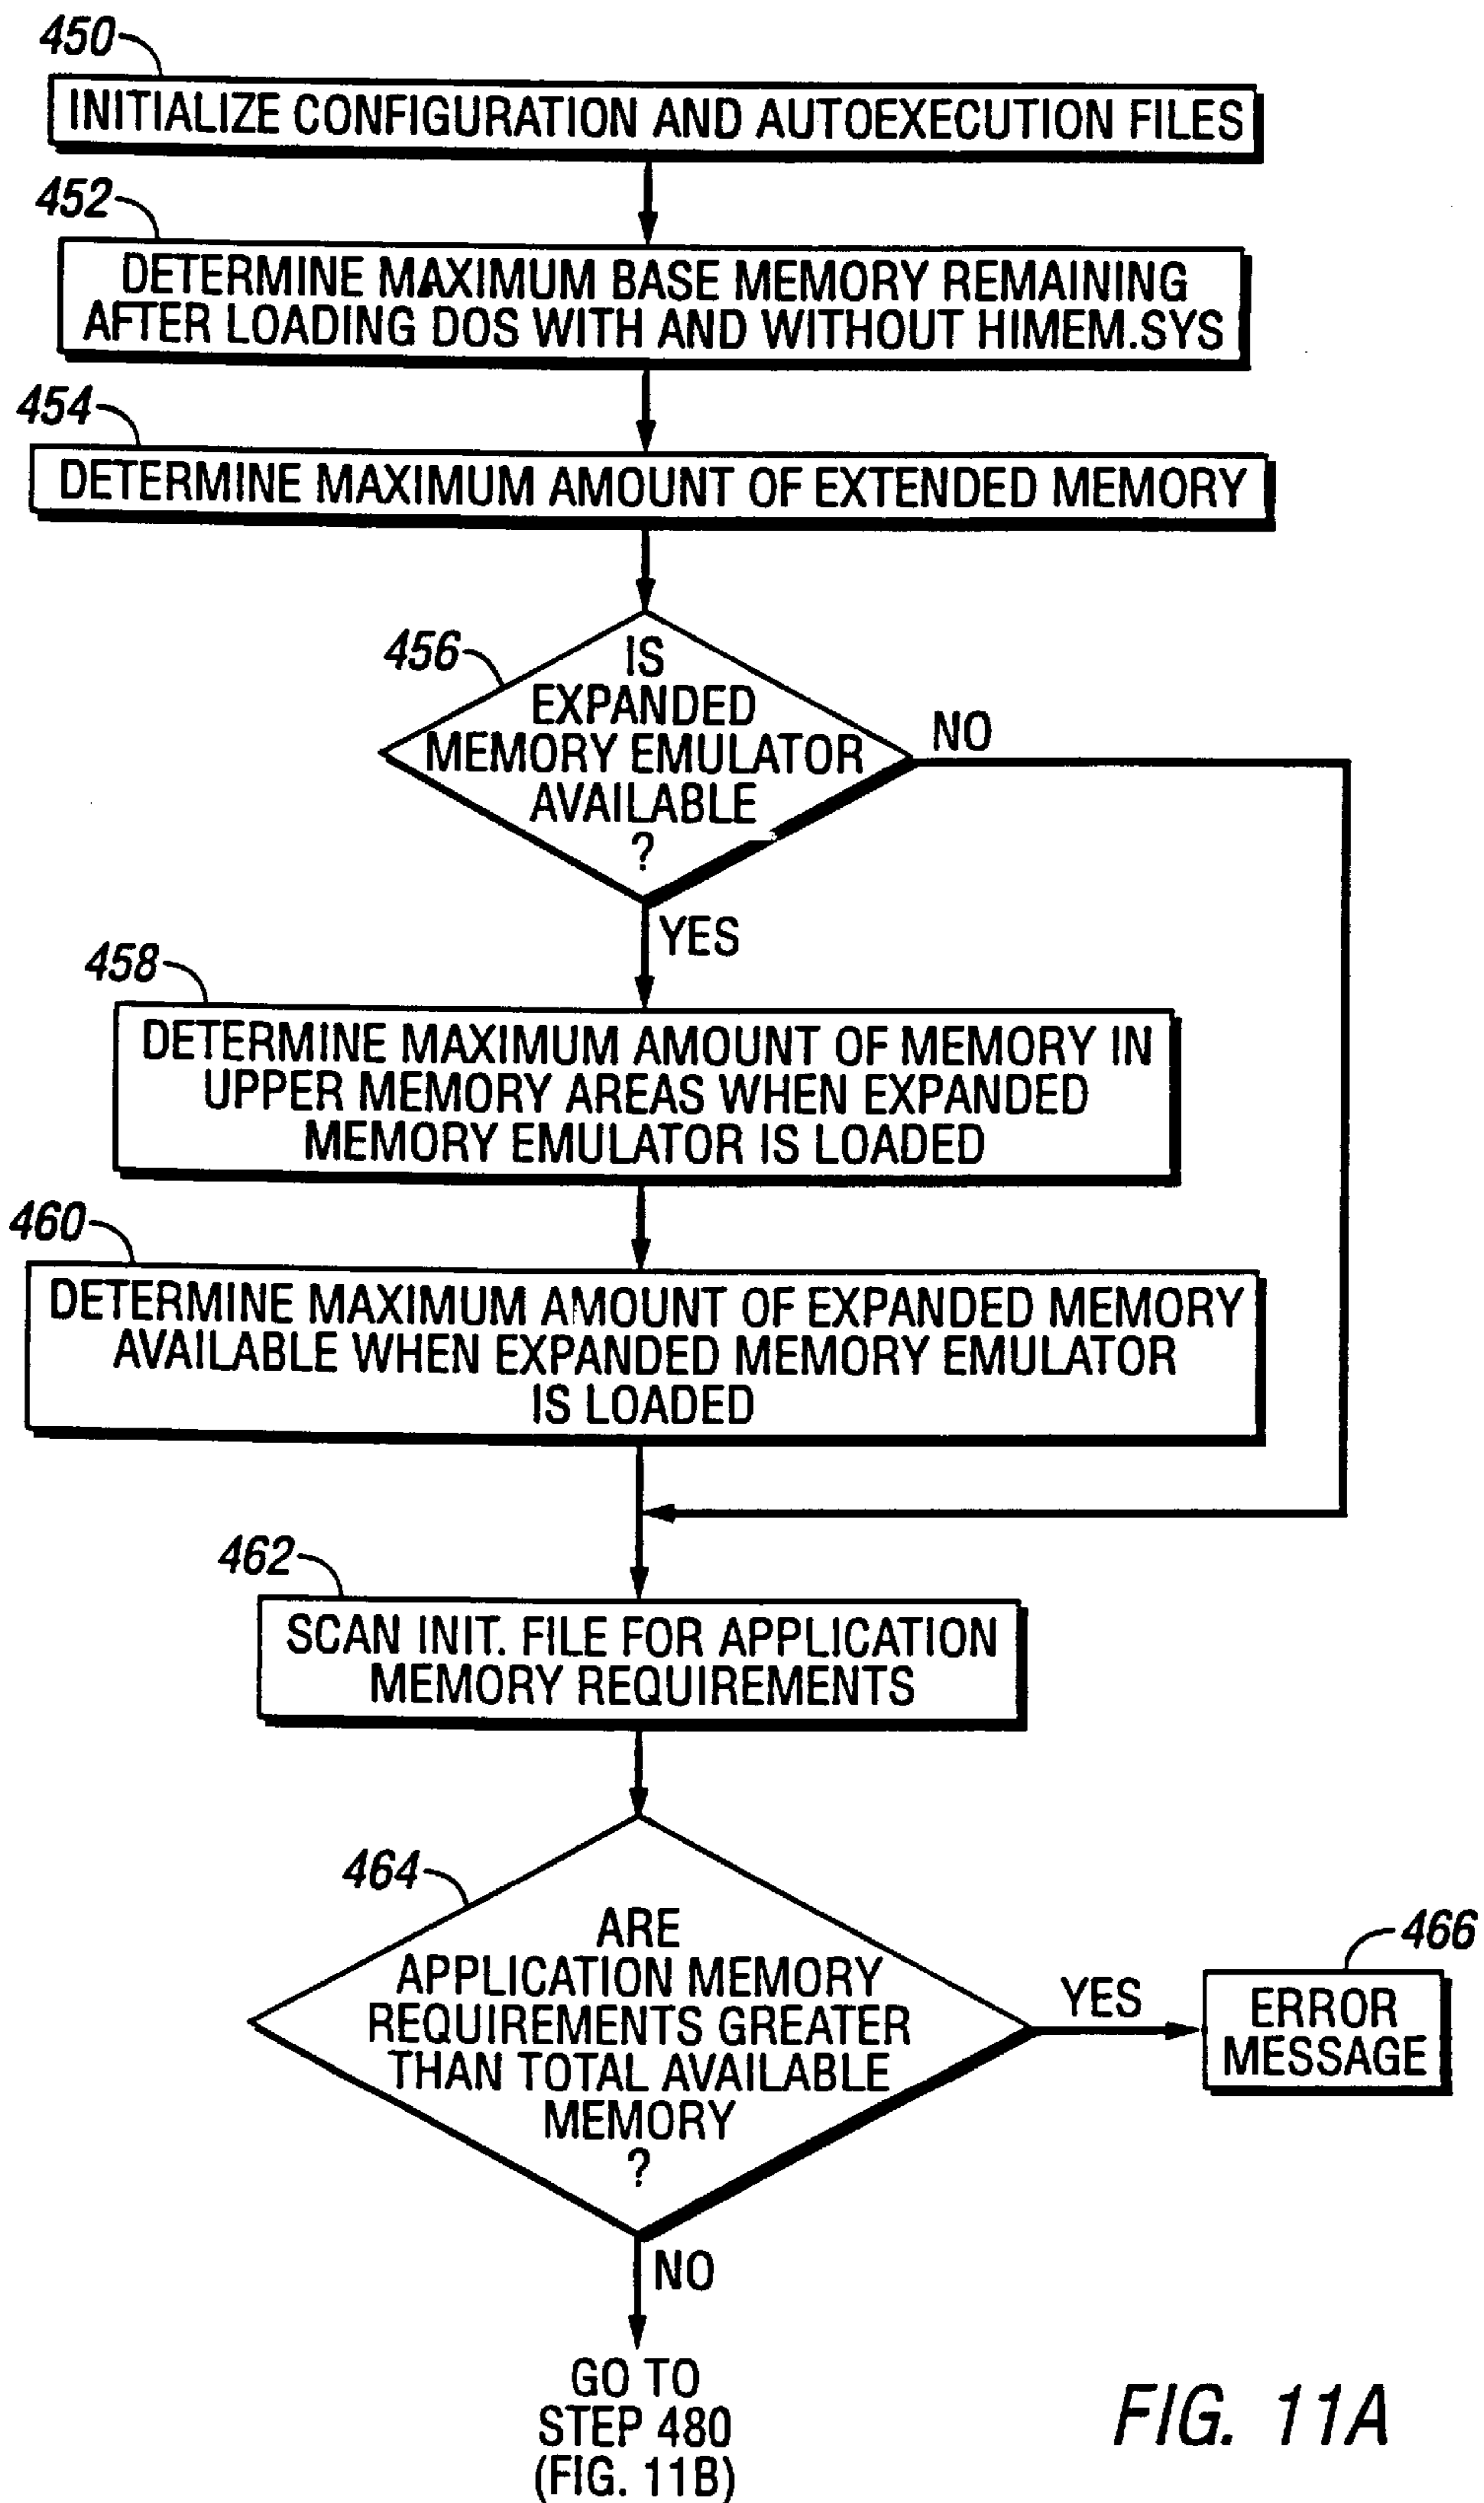 450
INITIALIZE CONFIGURATION AND AUTOEXECUTION FILES
452
DETERMINE MAXIMUM BASE MEMORY REMAINING
AFTER LOADING DOS WITH AND WITHOUT HIMEM.SYS
454
DETERMINE MAXIMUM AMOUNT OF EXTENDED MEMORY
456
IS
EXPANDED
MEMORY EMULATOR
AVAILABLE
?
NO
YES
458
DETERMINE MAXIMUM AMOUNT OF MEMORY IN
UPPER MEMORY AREAS WHEN EXPANDED
MEMORY EMULATOR IS LOADED
460
DETERMINE MAXIMUM AMOUNT OF EXPANDED MEMORY
AVAILABLE WHEN EXPANDED MEMORY EMULATOR
IS LOADED
462
SCAN INIT. FILE FOR APPLICATION
MEMORY REQUIREMENTS
464
ARE
APPLICATION MEMORY
REQUIREMENTS GREATER
THAN TOTAL AVAILABLE
MEMORY
?
YES
466
ERROR
MESSAGE
NO
GO TO
STEP 480
(FIG. 11B)
FIG. 11A